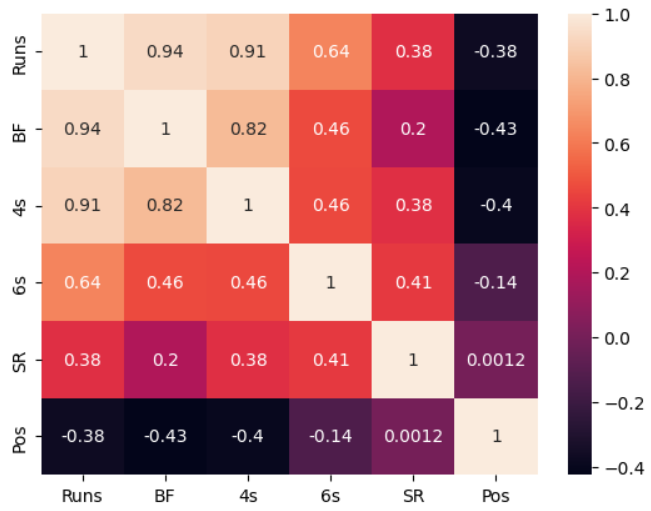 Runs 1 0.94 0.91 0.64 0.38 -0.38
BF 0.94 1 0.82 0.46 0.2 -0.43
4s 0.91 0.82 1 0.46 0.38 -0.4
6s 0.64 0.46 0.46 1 0.41 -0.14
SR 0.38 0.2 0.38 0.41 1 0.0012
Pos -0.38 -0.43 -0.4 -0.14 0.0012 1
Runs BF 4s 6s SR Pos
1.0
0.8
0.6
0.4
0.2
0.0
−0.2
−0.4